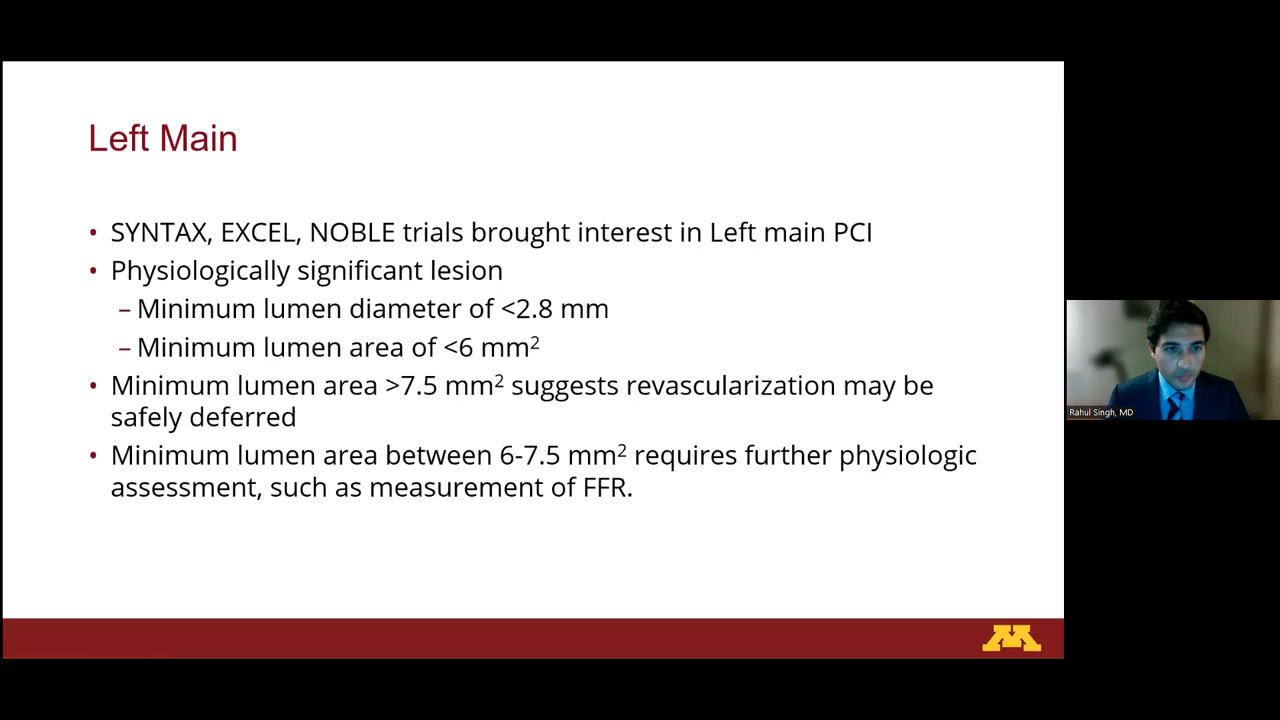 Left Main
• SYNTAX, EXCEL, NOBLE trials brought interest in Left main PCI
• Physiologically significant lesion
– Minimum lumen diameter of <2.8 mm
– Minimum lumen area of <6 mm²
• Minimum lumen area >7.5 mm² suggests revascularization may be
safely deferred
• Minimum lumen area between 6-7.5 mm² requires further physiologic
assessment, such as measurement of FFR.
Rahul Singh, MD
M